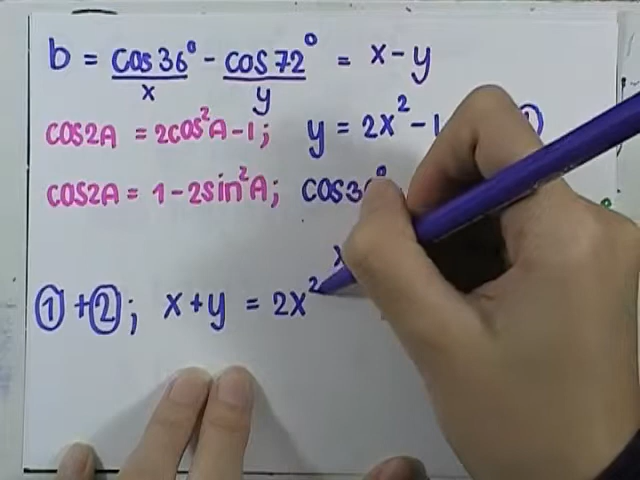 b = cos 36° - cos 72° = x - y
x y
cos2A = 2cos²A - 1; y = 2x² - 1
cos2A = 1 - 2sin²A; cos3
① + ②; x + y = 2x²